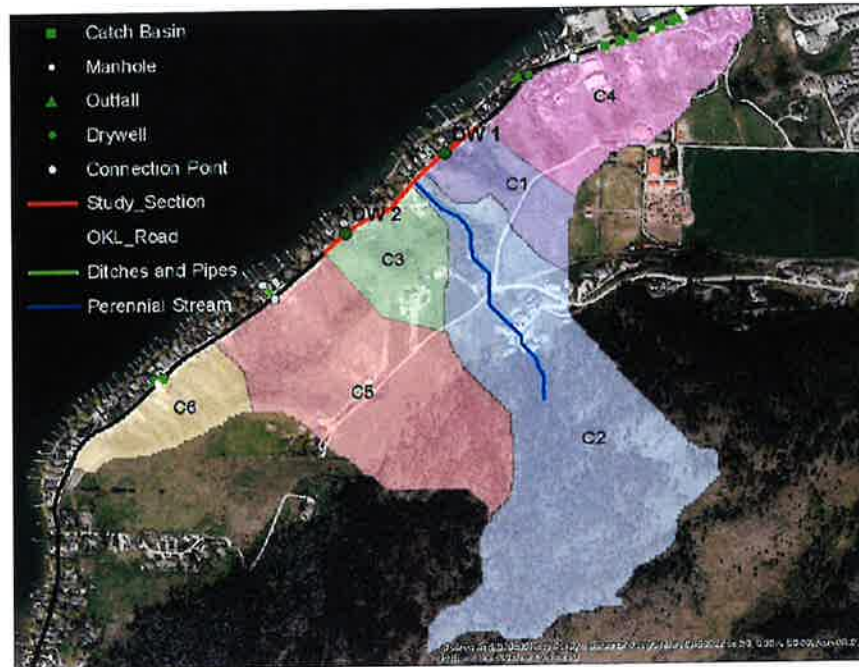 Catch Basin
Manhole
Outfall
Drywell
Connection Point
Study_Section
OKL_Road
Ditches and Pipes
Perennial Stream
C4
DW 1
C1
DW 2
C3
C5
C6
C2